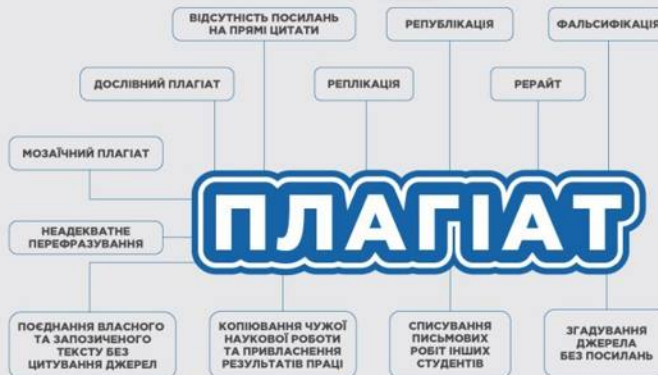 ВІДСУТНІСТЬ ПОСИЛАНЬ
НА ПРЯМІ ЦИТАТИ
РЕПУБЛІКАЦІЯ
ФАЛЬСИФІКАЦІЯ
ДОСЛІВНИЙ ПЛАГІАТ
РЕПЛІКАЦІЯ
РЕРАЙТ
МОЗАЇЧНИЙ ПЛАГІАТ
ПЛАГІАТ
НЕАДЕКВАТНЕ
ПЕРЕФРАЗУВАННЯ
ПОЄДНАННЯ ВЛАСНОГО
ТА ЗАПОЗИЧЕНОГО
ТЕКСТУ БЕЗ
ЦИТУВАННЯ ДЖЕРЕЛ
КОПІЮВАННЯ ЧУЖОЇ
НАУКОВОЇ РОБОТИ
ТА ПРИВЛАСНЕННЯ
РЕЗУЛЬТАТІВ ПРАЦІ
СПИСУВАННЯ
ПИСЬМОВИХ
РОБІТ ІНШИХ
СТУДЕНТІВ
ЗГАДУВАННЯ
ДЖЕРЕЛА
БЕЗ ПОСИЛАНЬ